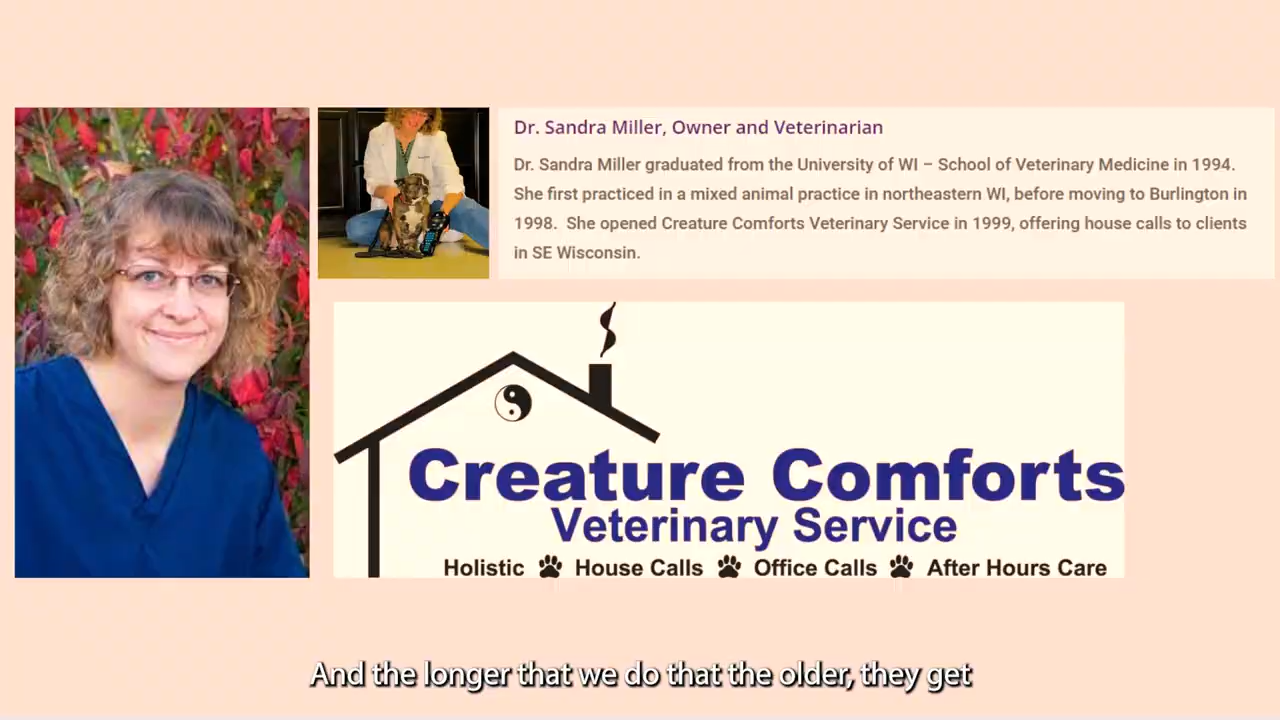 Dr. Sandra Miller, Owner and Veterinarian
Dr. Sandra Miller graduated from the University of WI – School of Veterinary Medicine in 1994.
She first practiced in a mixed animal practice in northeastern WI, before moving to Burlington in
1998.  She opened Creature Comforts Veterinary Service in 1999, offering house calls to clients
in SE Wisconsin.
Creature Comforts
Veterinary Service
Holistic House Calls Office Calls After Hours Care
And the longer that we do that the older, they get